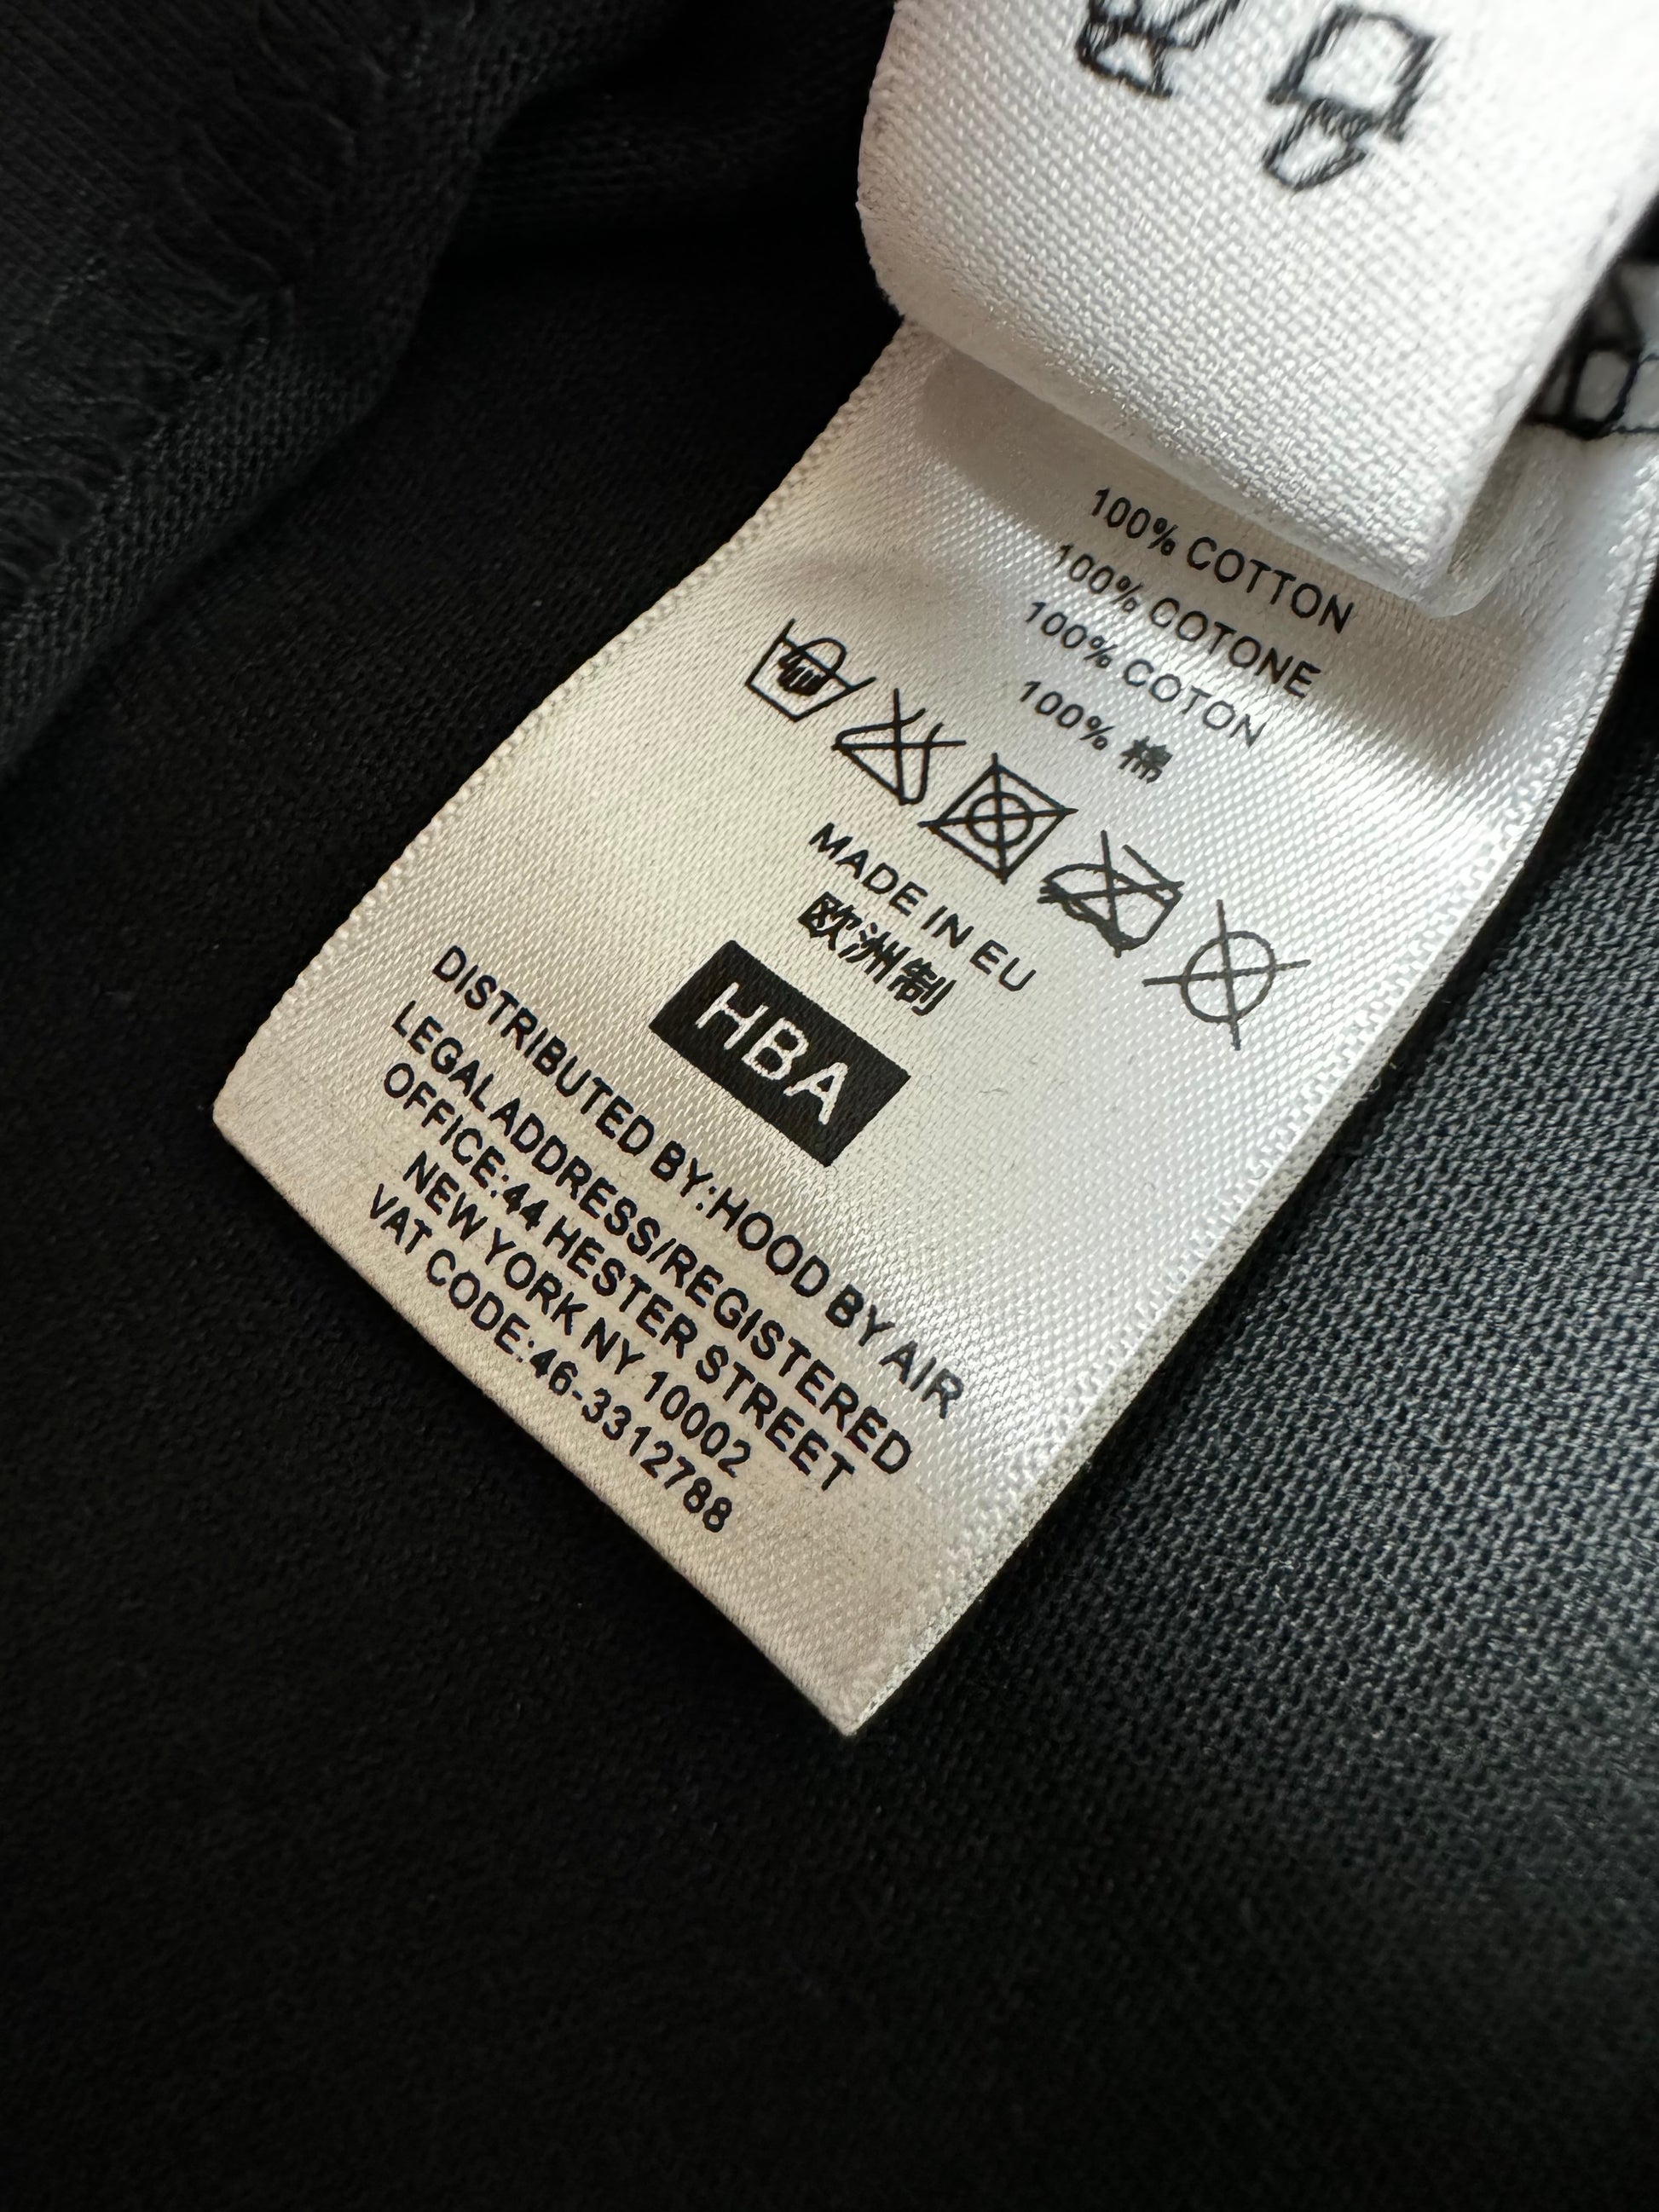 100% COTTON
100% COTONE
100% COTON
100% 棉
MADE IN EU
欧洲制
HBA
DISTRIBUTED BY:HOOD BY AIR
LEGAL ADDRESS/REGISTERED
OFFICE:44 HESTER STREET
NEW YORK NY 10002
VAT CODE:46-3312788